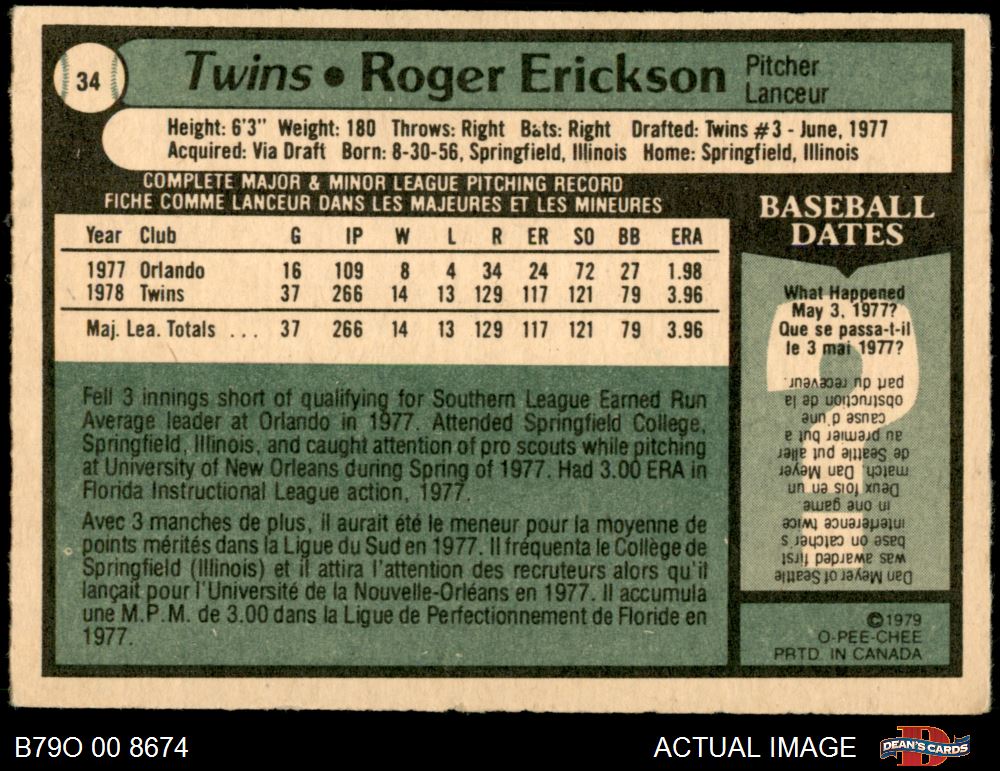 34
Twins • Roger Erickson
Pitcher
Lanceur
Height: 6'3" Weight: 180 Throws: Right Bats: Right Drafted: Twins #3 - June, 1977
Acquired: Via Draft Born: 8-30-56, Springfield, Illinois Home: Springfield, Illinois
COMPLETE MAJOR & MINOR LEAGUE PITCHING RECORD
FICHE COMME LANCEUR DANS LES MAJEURES ET LES MINEURES
Year Club G IP W L R ER SO BB ERA
1977 Orlando 16 109 8 4 34 24 72 27 1.98
1978 Twins 37 266 14 13 129 117 121 79 3.96
Maj. Lea. Totals ... 37 266 14 13 129 117 121 79 3.96
Fell 3 innings short of qualifying for Southern League Earned Run
Average leader at Orlando in 1977. Attended Springfield College,
Springfield, Illinois, and caught attention of pro scouts while pitching
at University of New Orleans during Spring of 1977. Had 3.00 ERA in
Florida Instructional League action, 1977.
Avec 3 manches de plus, il aurait été le meneur pour la moyenne de
points mérités dans la Ligue du Sud en 1977. Il fréquenta le Collège de
Springfield (Illinois) et il attira l'attention des recruteurs alors qu'il
lançait pour l'Université de la Nouvelle-Orléans en 1977. Il accumula
une M.P.M. de 3.00 dans la Ligue de Perfectionnement de Floride en
1977.
BASEBALL
DATES
What Happened
May 3, 1977?
Que se passa-t-il
le 3 mai 1977?
Dan Meyer of Seattle
was awarded first
base on catcher's
interference twice
in one game
Deux fois en un
match, Dan Meyer
de Seattle put aller
au premier but à
cause d'une
obstruction de la
part du receveur.
©1979
O-PEE-CHEE
PRTD. IN CANADA
B79O 00 8674
ACTUAL IMAGE
DEAN'S CARDS